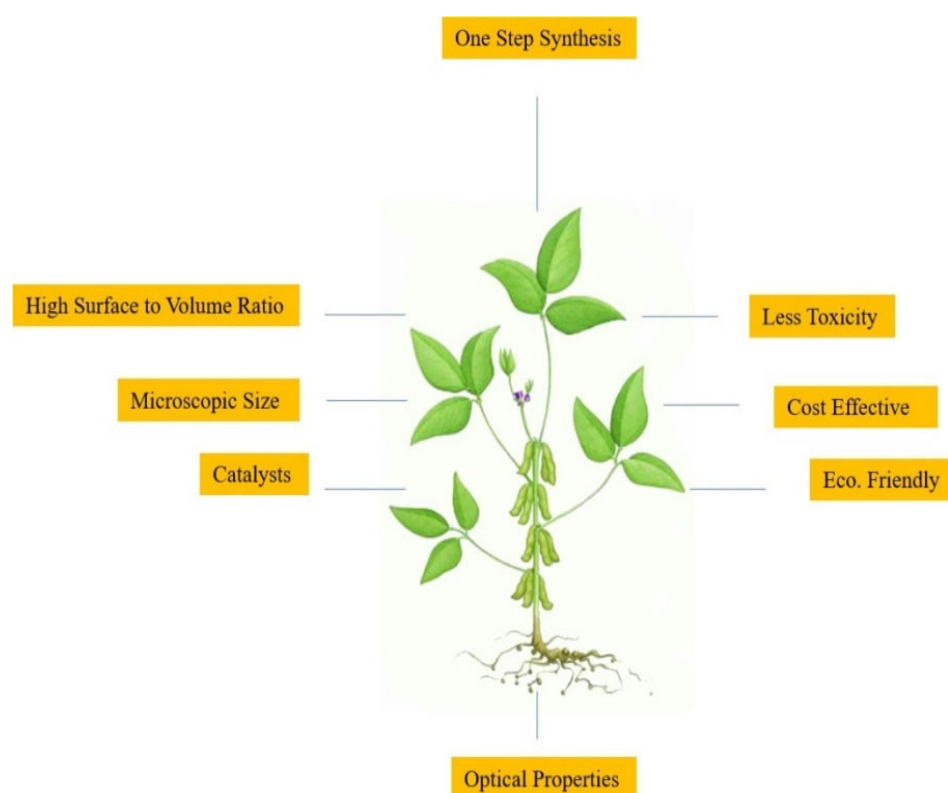 One Step Synthesis
High Surface to Volume Ratio
Less Toxicity
Microscopic Size
Cost Effective
Catalysts
Eco. Friendly
Optical Properties